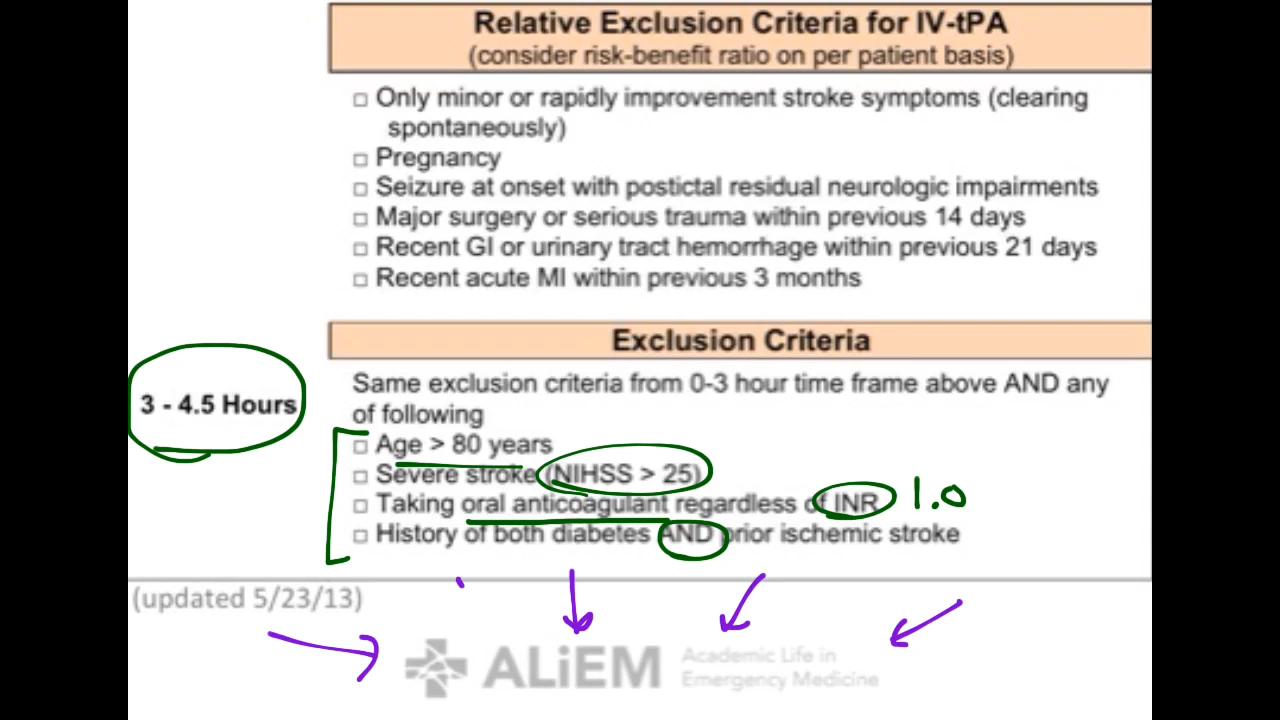 Relative Exclusion Criteria for IV-tPA
(consider risk-benefit ratio on per patient basis)
□ Only minor or rapidly improvement stroke symptoms (clearing
spontaneously)
□ Pregnancy
□ Seizure at onset with postictal residual neurologic impairments
□ Major surgery or serious trauma within previous 14 days
□ Recent GI or urinary tract hemorrhage within previous 21 days
□ Recent acute MI within previous 3 months
Exclusion Criteria
3 - 4.5 Hours
Same exclusion criteria from 0-3 hour time frame above AND any
of following
□ Age > 80 years
□ Severe stroke (NIHSS > 25)
□ Taking oral anticoagulant regardless of INR 1.0
□ History of both diabetes AND prior ischemic stroke
(updated 5/23/13)
ALiEM
Academic Life in
Emergency Medicine